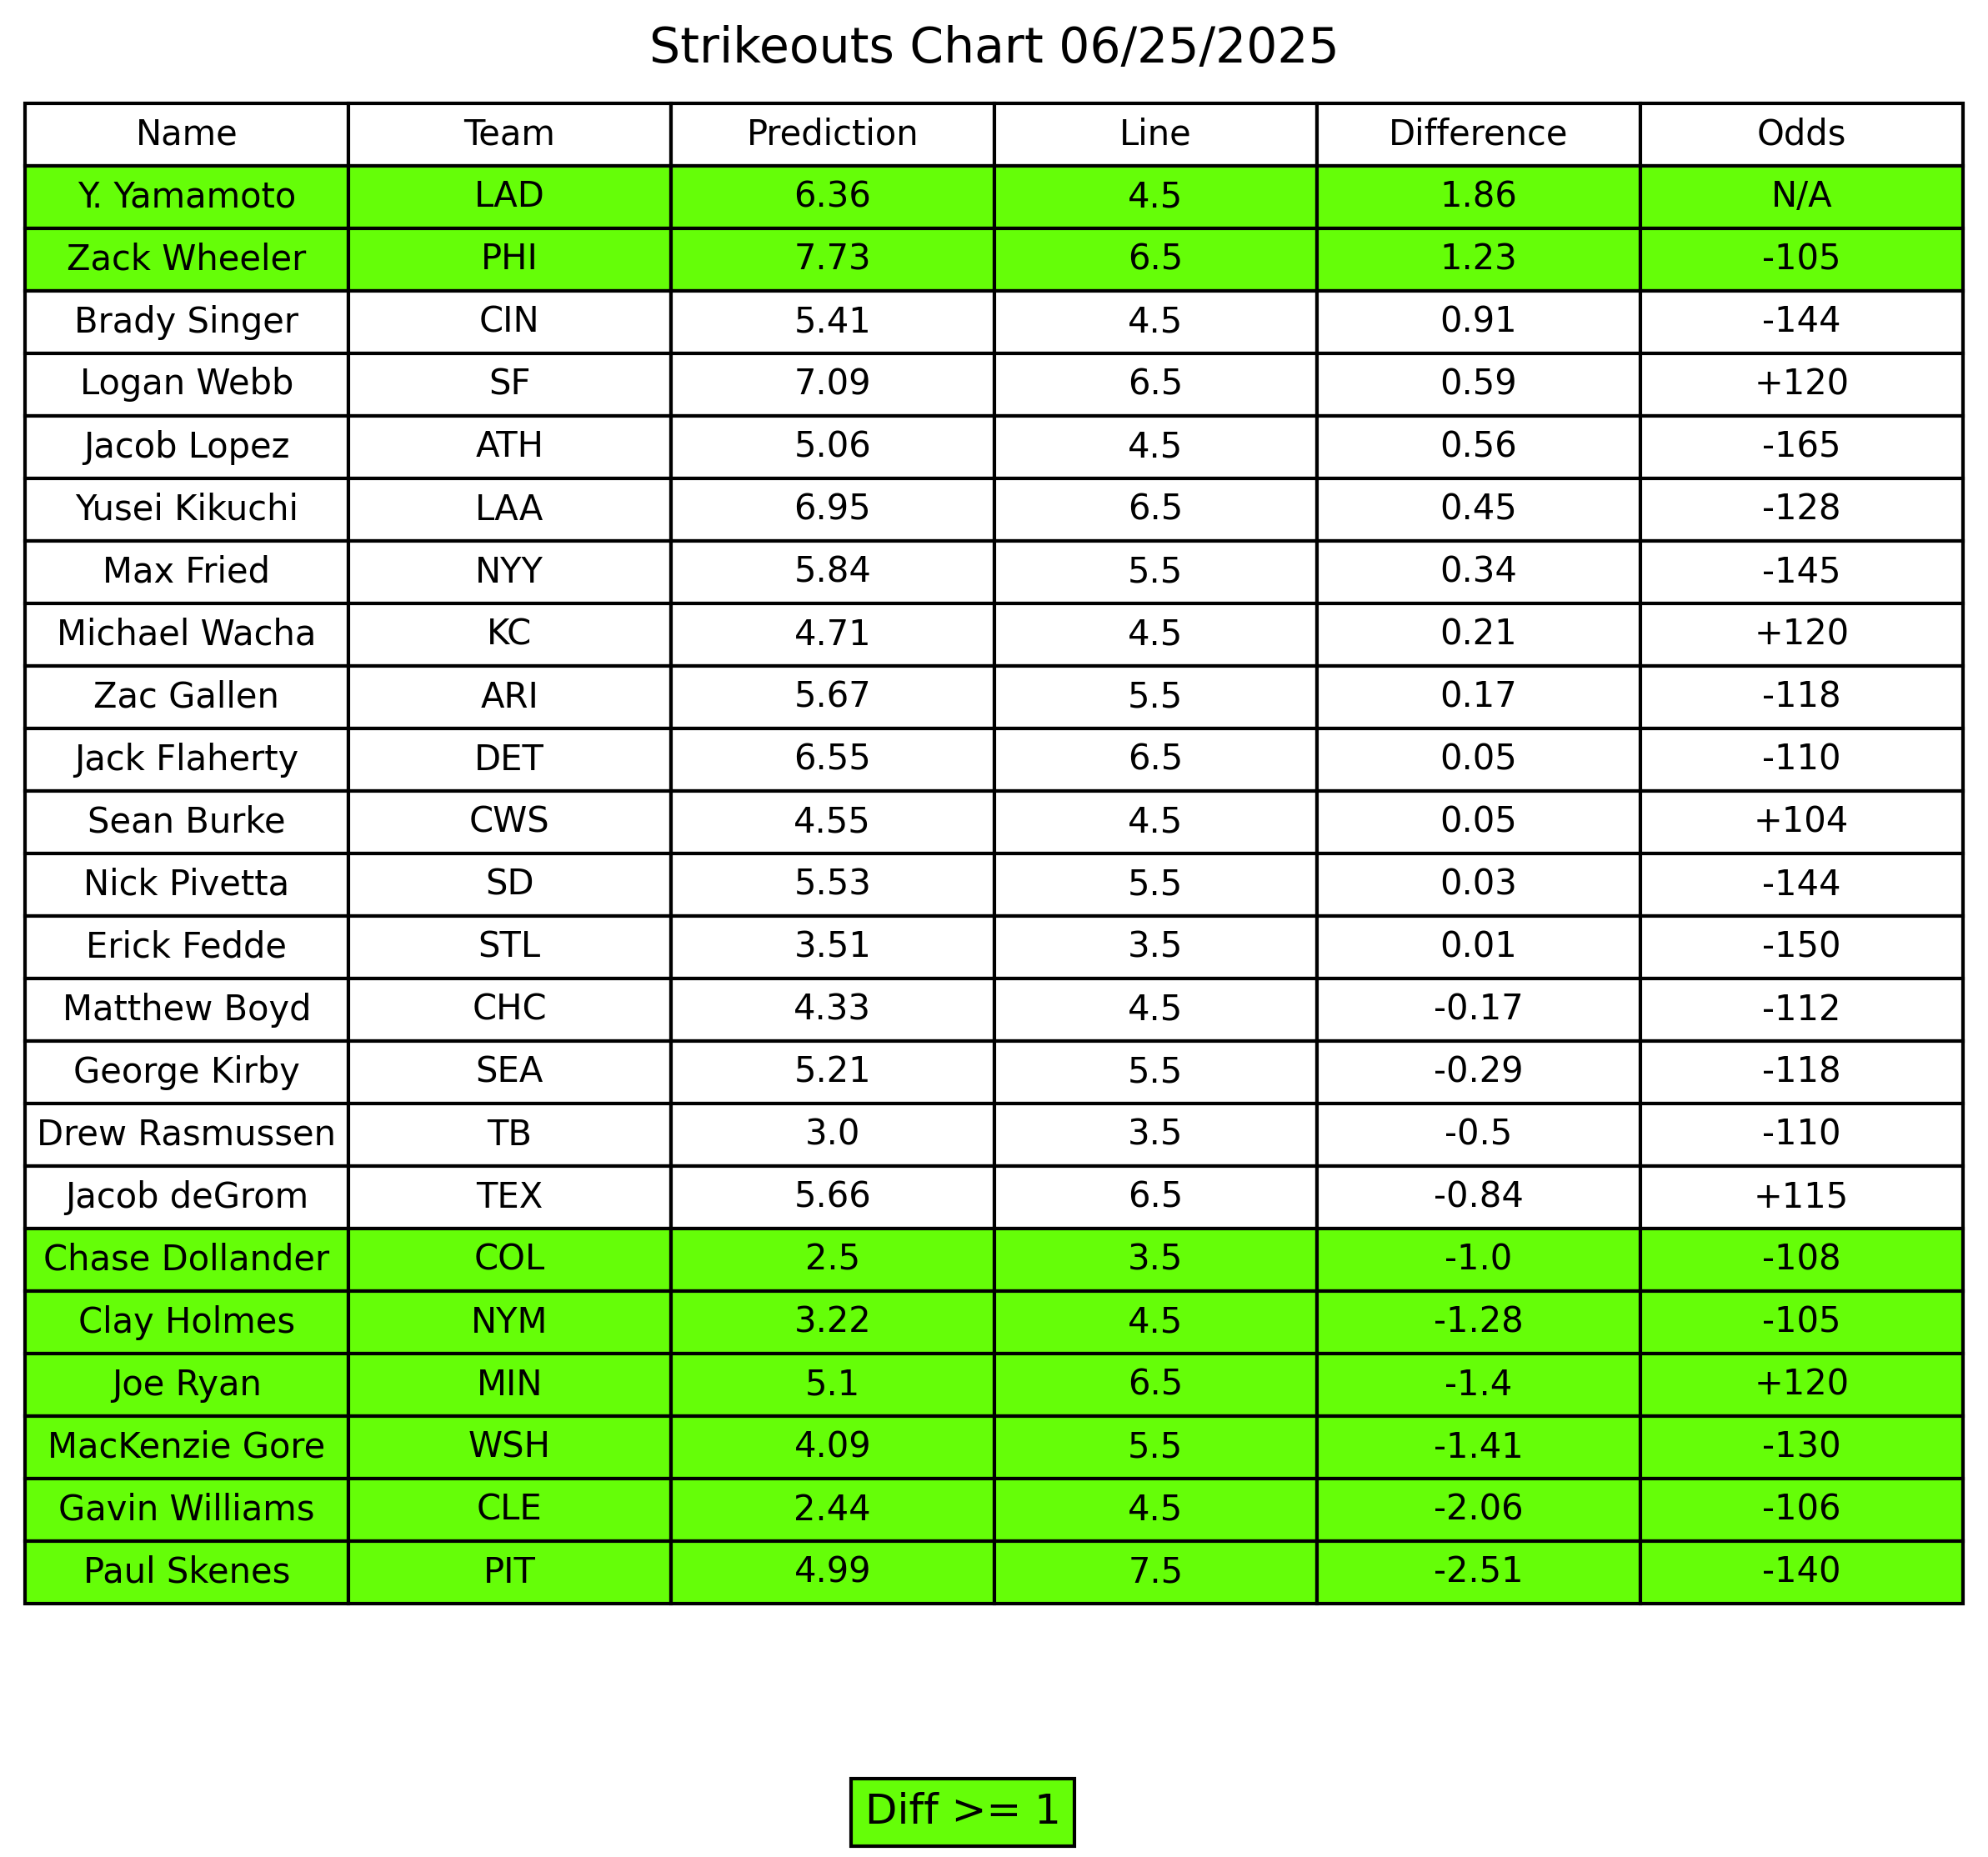 Strikeouts Chart 06/25/2025
Name Team Prediction Line Difference Odds
Y. Yamamoto LAD 6.36 4.5 1.86 N/A
Zack Wheeler PHI 7.73 6.5 1.23 -105
Brady Singer CIN 5.41 4.5 0.91 -144
Logan Webb SF 7.09 6.5 0.59 +120
Jacob Lopez ATH 5.06 4.5 0.56 -165
Yusei Kikuchi LAA 6.95 6.5 0.45 -128
Max Fried NYY 5.84 5.5 0.34 -145
Michael Wacha KC 4.71 4.5 0.21 +120
Zac Gallen ARI 5.67 5.5 0.17 -118
Jack Flaherty DET 6.55 6.5 0.05 -110
Sean Burke CWS 4.55 4.5 0.05 +104
Nick Pivetta SD 5.53 5.5 0.03 -144
Erick Fedde STL 3.51 3.5 0.01 -150
Matthew Boyd CHC 4.33 4.5 -0.17 -112
George Kirby SEA 5.21 5.5 -0.29 -118
Drew Rasmussen TB 3.0 3.5 -0.5 -110
Jacob deGrom TEX 5.66 6.5 -0.84 +115
Chase Dollander COL 2.5 3.5 -1.0 -108
Clay Holmes NYM 3.22 4.5 -1.28 -105
Joe Ryan MIN 5.1 6.5 -1.4 +120
MacKenzie Gore WSH 4.09 5.5 -1.41 -130
Gavin Williams CLE 2.44 4.5 -2.06 -106
Paul Skenes PIT 4.99 7.5 -2.51 -140
Diff >= 1